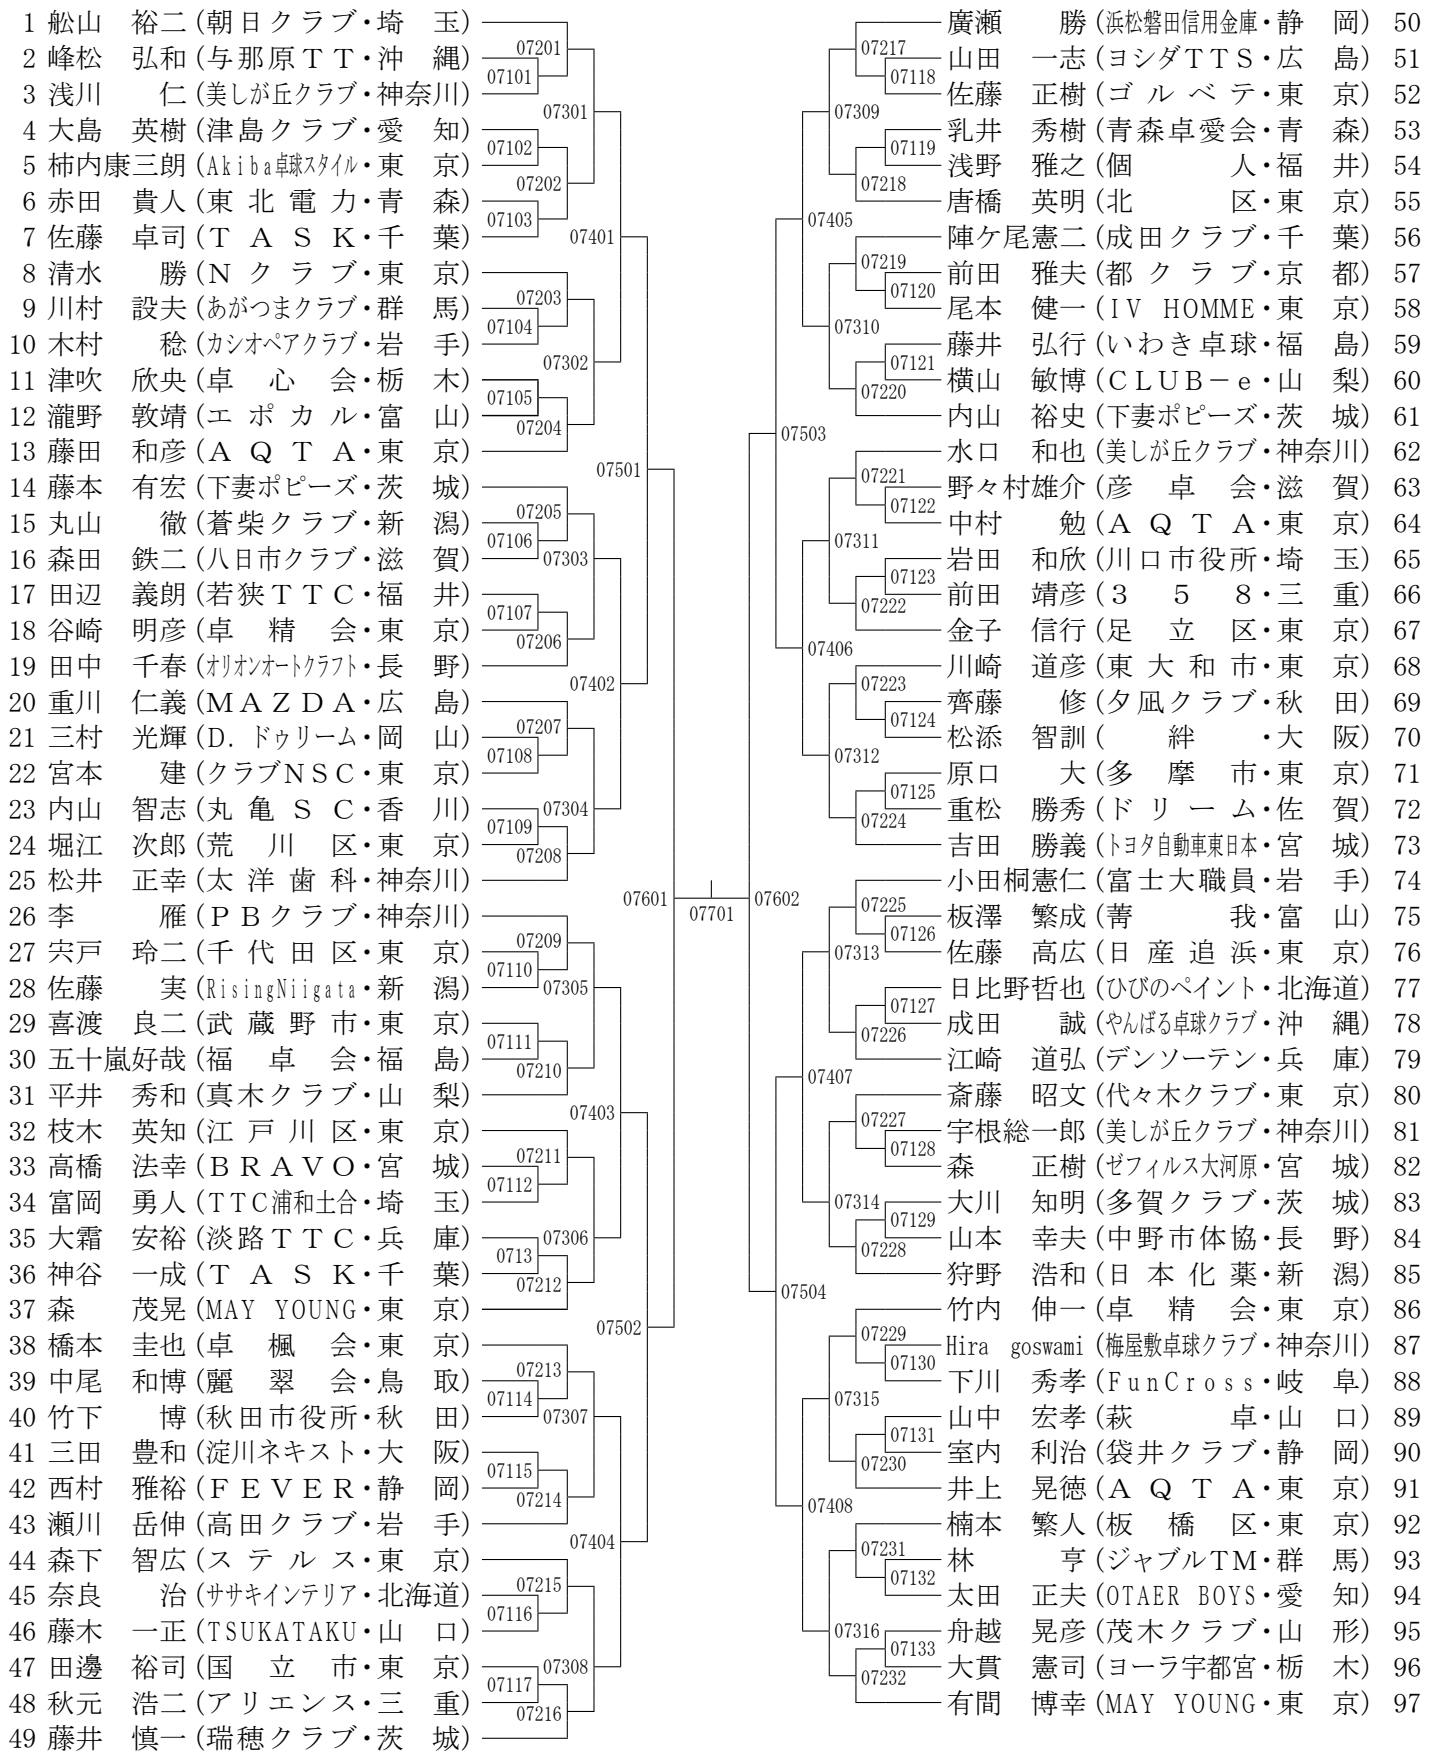 1 舩山 裕二 (朝日クラブ・埼 玉)
2 峰松 弘和 (与那原TT・沖 縄)
3 浅川 仁 (美しが丘クラブ・神奈川)
4 大島 英樹 (津島クラブ・愛 知)
5 柿内康三朗 (Akiba卓球スタイル・東 京)
6 赤田 貴人 (東北電力・青 森)
7 佐藤 卓司 (TASK・千 葉)
8 清水 勝 (Nクラブ・東 京)
9 川村 設夫 (あがつまクラブ・群 馬)
10 木村 稔 (カシオペアクラブ・岩 手)
11 津吹 欣央 (卓心会・栃 木)
12 瀧野 敦靖 (エポカル・富 山)
13 藤田 和彦 (AQTA・東 京)
14 藤本 有宏 (下妻ポピーズ・茨 城)
15 丸山 徹 (蒼柴クラブ・新 潟)
16 森田 鉄二 (八日市クラブ・滋 賀)
17 田辺 義朗 (若狭TTC・福 井)
18 谷崎 明彦 (卓精会・東 京)
19 田中 千春 (オリオンオートクラフト・長 野)
20 重川 仁義 (MAZDA・広 島)
21 三村 光輝 (D. ドゥリーム・岡 山)
22 宮本 建 (クラブNSC・東 京)
23 内山 智志 (丸亀SC・香 川)
24 堀江 次郎 (荒川区・東 京)
25 松井 正幸 (太洋歯科・神奈川)
26 李 雁 (PBクラブ・神奈川)
27 宍戸 玲二 (千代田区・東 京)
28 佐藤 実 (RisingNiigata・新 潟)
29 喜渡 良二 (武蔵野市・東 京)
30 五十嵐好哉 (福卓会・福 島)
31 平井 秀和 (真木クラブ・山 梨)
32 枝木 英知 (江戸川区・東 京)
33 高橋 法幸 (BRAVO・宮 城)
34 富岡 勇人 (TTC浦和土合・埼 玉)
35 大霜 安裕 (淡路TTC・兵 庫)
36 神谷 一成 (TASK・千 葉)
37 森 茂晃 (MAY YOUNG・東 京)
38 橋本 圭也 (卓楓会・東 京)
39 中尾 和博 (麗翠会・鳥 取)
40 竹下 博 (秋田市役所・秋 田)
41 三田 豊和 (淀川ネキスト・大 阪)
42 西村 雅裕 (FEVER・静 岡)
43 瀬川 岳伸 (高田クラブ・岩 手)
44 森下 智広 (ステルス・東 京)
45 奈良 治 (ササキインテリア・北海道)
46 藤木 一正 (TSUKATAKU・山 口)
47 田邊 裕司 (国立市・東 京)
48 秋元 浩二 (アリエンス・三 重)
49 藤井 慎一 (瑞穂クラブ・茨 城)
07101
07102
07103
07104
07105
07106
07107
07108
07109
07110
07111
07112
0713
07114
07115
07116
07117
07201
07202
07203
07204
07205
07206
07207
07208
07209
07210
07211
07212
07213
07214
07215
07216
07301
07302
07303
07304
07305
07306
07307
07308
07401
07402
07403
07404
07501
07502
07601
07701
07602
07503
07504
07405
07406
07407
07408
07309
07310
07311
07312
07313
07314
07315
07316
07217
07218
07219
07220
07221
07222
07223
07224
07225
07226
07227
07228
07229
07230
07231
07232
07118
07119
07120
07121
07122
07123
07124
07125
07126
07127
07128
07129
07130
07131
07132
07133
廣瀬 勝 (浜松磐田信用金庫・静 岡) 50
山田 一志 (ヨシダTTS・広 島) 51
佐藤 正樹 (ゴルベテ・東 京) 52
乳井 秀樹 (青森卓愛会・青 森) 53
浅野 雅之 (個人・福 井) 54
唐橋 英明 (北区・東 京) 55
陣ケ尾憲二 (成田クラブ・千 葉) 56
前田 雅夫 (都クラブ・京 都) 57
尾本 健一 (IV HOMME・東 京) 58
藤井 弘行 (いわき卓球・福 島) 59
横山 敏博 (CLUB－e・山 梨) 60
内山 裕史 (下妻ポピーズ・茨 城) 61
水口 和也 (美しが丘クラブ・神奈川) 62
野々村雄介 (彦卓会・滋 賀) 63
中村 勉 (AQTA・東 京) 64
岩田 和欣 (川口市役所・埼 玉) 65
前田 靖彦 (358・三 重) 66
金子 信行 (足立区・東 京) 67
川崎 道彦 (東大和市・東 京) 68
齊藤 修 (夕凪クラブ・秋 田) 69
松添 智訓 (絆・大 阪) 70
原口 大 (多摩市・東 京) 71
重松 勝秀 (ドリーム・佐 賀) 72
吉田 勝義 (トヨタ自動車東日本・宮 城) 73
小田桐憲仁 (富士大職員・岩 手) 74
板澤 繁成 (菁我・富 山) 75
佐藤 高広 (日産追浜・東 京) 76
日比野哲也 (ひびのペイント・北海道) 77
成田 誠 (やんばる卓球クラブ・沖 縄) 78
江崎 道弘 (デンソーテン・兵 庫) 79
斎藤 昭文 (代々木クラブ・東 京) 80
宇根総一郎 (美しが丘クラブ・神奈川) 81
森 正樹 (ゼフィルス大河原・宮 城) 82
大川 知明 (多賀クラブ・茨 城) 83
山本 幸夫 (中野市体協・長 野) 84
狩野 浩和 (日本化薬・新 潟) 85
竹内 伸一 (卓精会・東 京) 86
Hira goswami (梅屋敷卓球クラブ・神奈川) 87
下川 秀孝 (FunCross・岐 阜) 88
山中 宏孝 (萩卓・山 口) 89
室内 利治 (袋井クラブ・静 岡) 90
井上 晃徳 (AQTA・東 京) 91
楠本 繁人 (板橋区・東 京) 92
林 亨 (ジャブルTM・群 馬) 93
太田 正夫 (OTAER BOYS・愛 知) 94
舟越 晃彦 (茂木クラブ・山 形) 95
大貫 憲司 (ヨーラ宇都宮・栃 木) 96
有間 博幸 (MAY YOUNG・東 京) 97